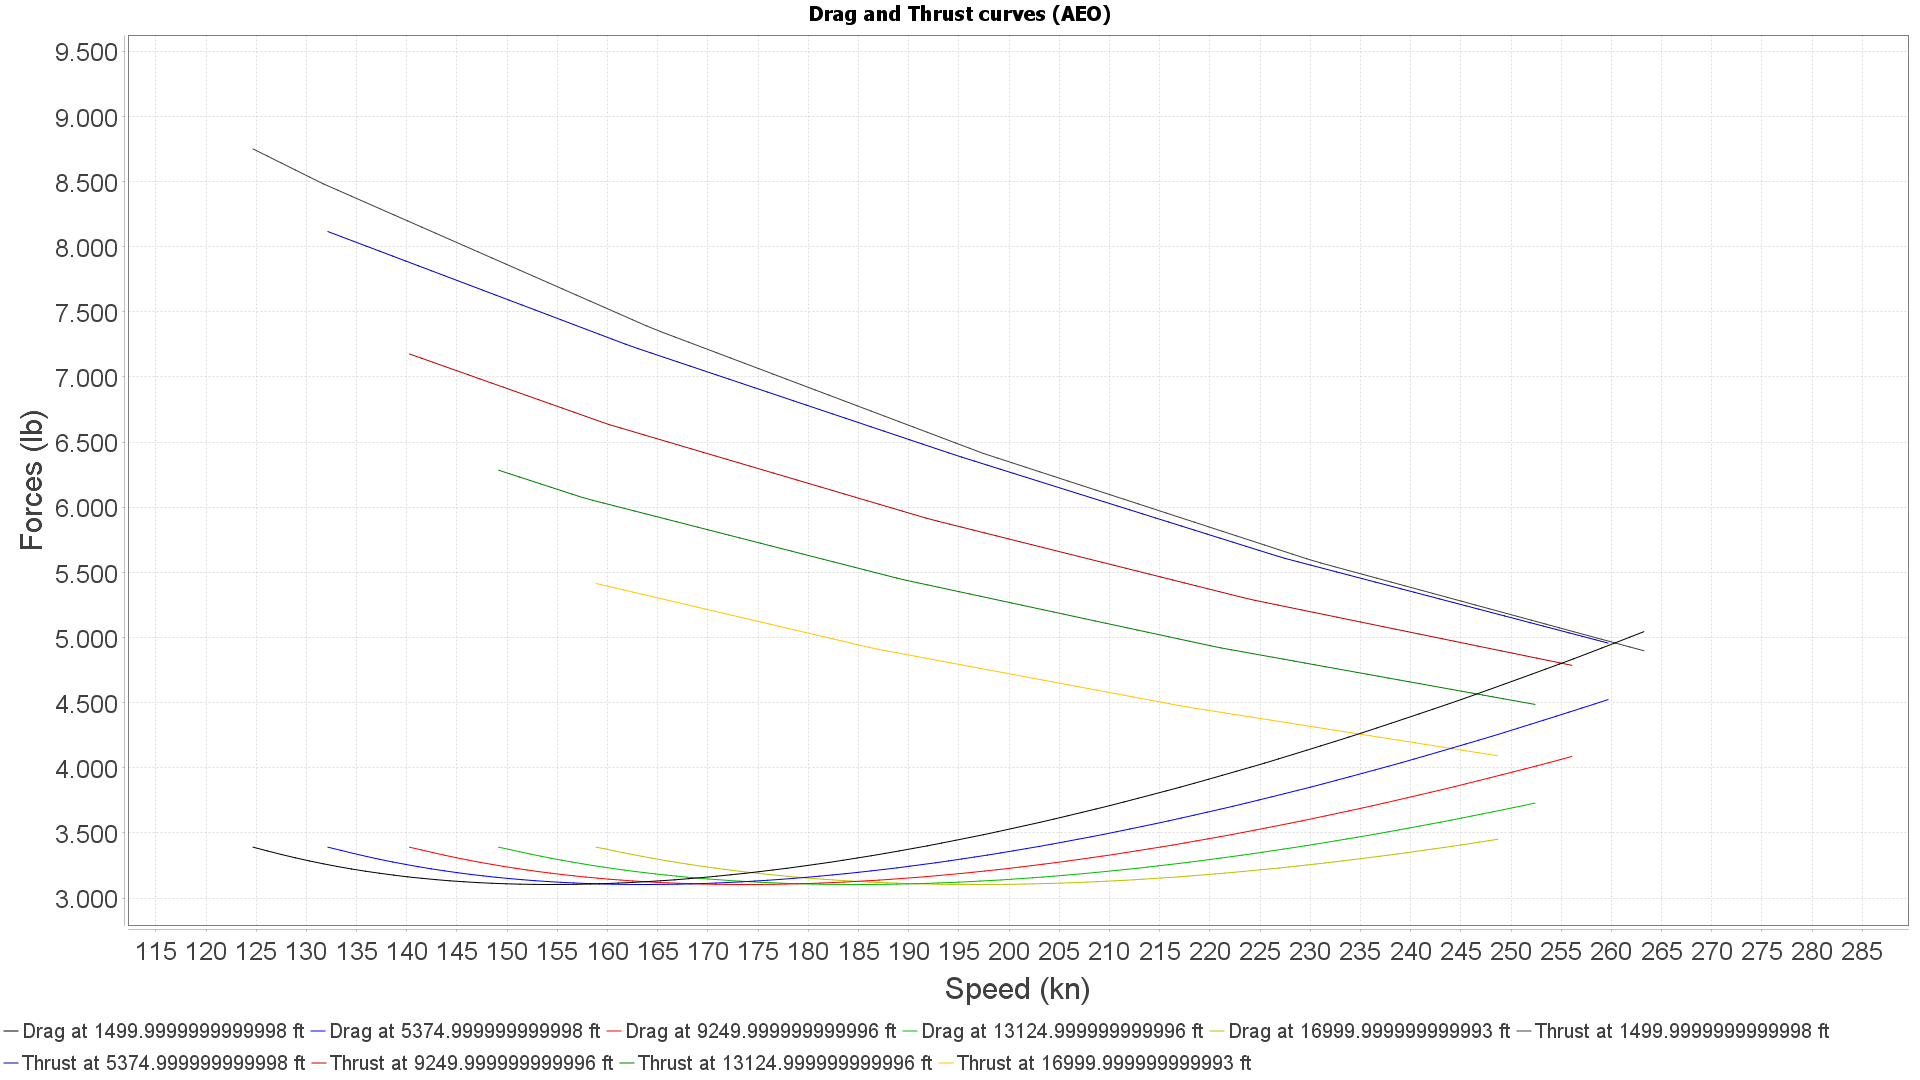 Drag and Thrust curves (AEO)
9.500
9.000
8.500
8.000
7.500
7.000
6.500
6.000
5.500
5.000
4.500
4.000
3.500
3.000
Forces (lb)
115 120 125 130 135 140 145 150 155 160 165 170 175 180 185 190 195 200 205 210 215 220 225 230 235 240 245 250 255 260 265 270 275 280 285
Speed (kn)
Drag at 1499.9999999999998 ft Drag at 5374.999999999998 ft Drag at 9249.999999999996 ft Drag at 13124.999999999996 ft Drag at 16999.999999999993 ft Thrust at 1499.9999999999998 ft
Thrust at 5374.999999999998 ft Thrust at 9249.999999999996 ft Thrust at 13124.999999999996 ft Thrust at 16999.999999999993 ft